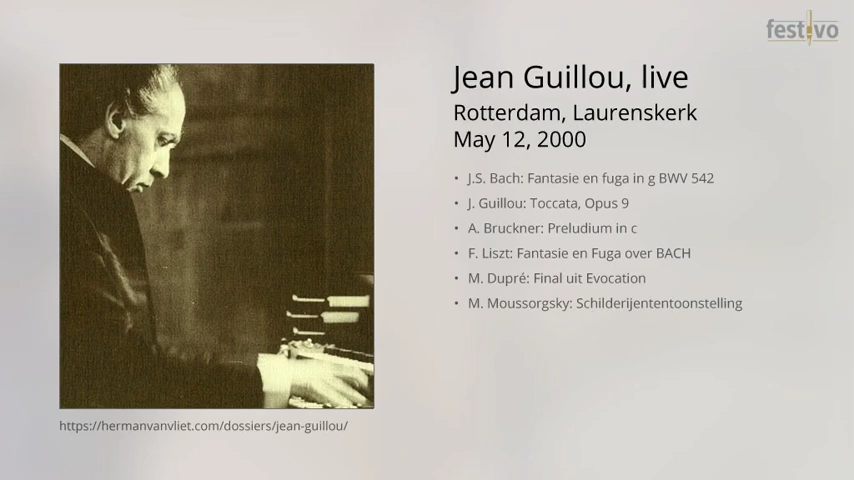 festivo
Jean Guillou, live
Rotterdam, Laurenskerk
May 12, 2000
• J.S. Bach: Fantasie en fuga in g BWV 542
• J. Guillou: Toccata, Opus 9
• A. Bruckner: Preludium in c
• F. Liszt: Fantasie en Fuga over BACH
• M. Dupré: Final uit Evocation
• M. Moussorgsky: Schilderijententoonstelling
https://hermanvanvliet.com/dossiers/jean-guillou/